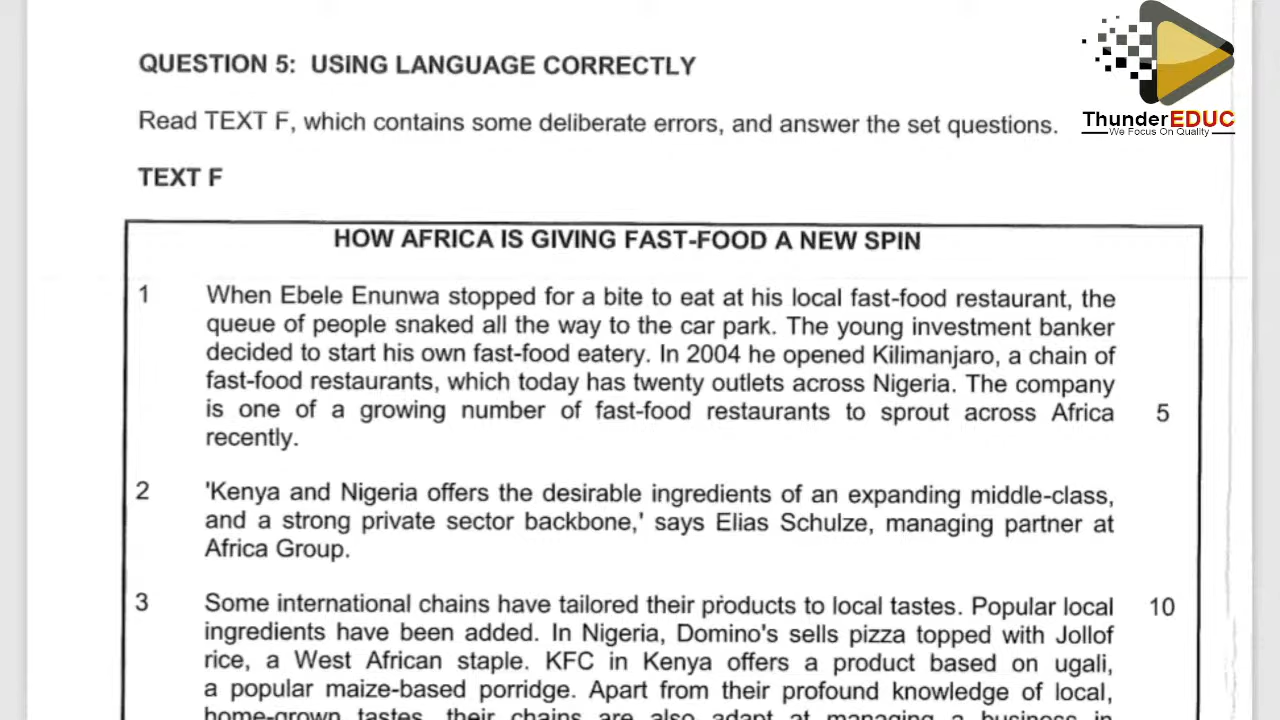 QUESTION 5: USING LANGUAGE CORRECTLY
Read TEXT F, which contains some deliberate errors, and answer the set questions.
ThunderEDUC
We Focus On Quality
TEXT F
HOW AFRICA IS GIVING FAST-FOOD A NEW SPIN
1 When Ebele Enunwa stopped for a bite to eat at his local fast-food restaurant, the
queue of people snaked all the way to the car park. The young investment banker
decided to start his own fast-food eatery. In 2004 he opened Kilimanjaro, a chain of
fast-food restaurants, which today has twenty outlets across Nigeria. The company
is one of a growing number of fast-food restaurants to sprout across Africa 5
recently.
2 'Kenya and Nigeria offers the desirable ingredients of an expanding middle-class,
and a strong private sector backbone,' says Elias Schulze, managing partner at
Africa Group.
3 Some international chains have tailored their products to local tastes. Popular local 10
ingredients have been added. In Nigeria, Domino's sells pizza topped with Jollof
rice, a West African staple. KFC in Kenya offers a product based on ugali,
a popular maize-based porridge. Apart from their profound knowledge of local,
home-grown tastes, their chains are also adapt at managing a business in